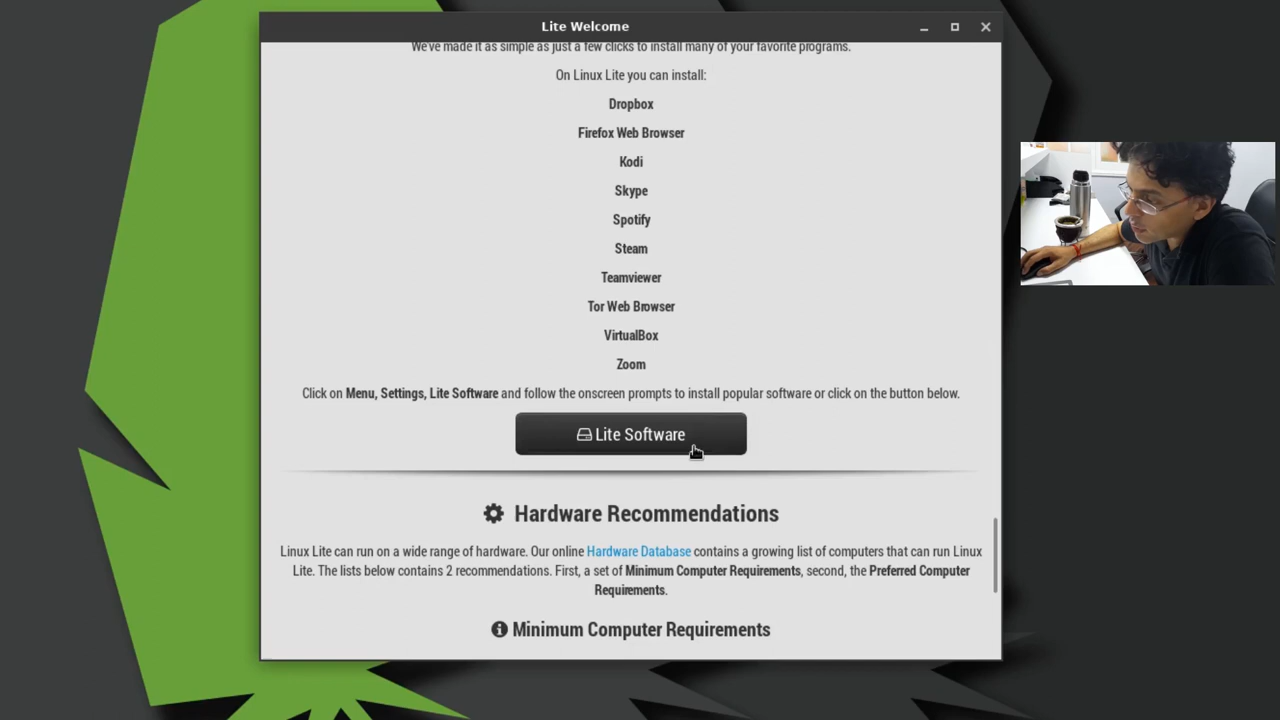 Lite Welcome
We've made it as simple as just a few clicks to install many of your favorite programs.
On Linux Lite you can install:
Dropbox
Firefox Web Browser
Kodi
Skype
Spotify
Steam
Teamviewer
Tor Web Browser
VirtualBox
Zoom
Click on Menu, Settings, Lite Software and follow the onscreen prompts to install popular software or click on the button below.
Lite Software
Hardware Recommendations
Linux Lite can run on a wide range of hardware. Our online Hardware Database contains a growing list of computers that can run Linux
Lite. The lists below contains 2 recommendations. First, a set of Minimum Computer Requirements, second, the Preferred Computer
Requirements.
Minimum Computer Requirements